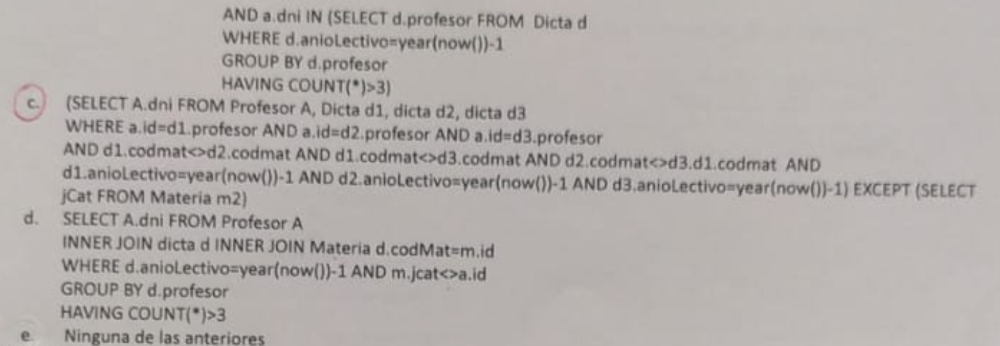 AND a.dni IN (SELECT d.profesor FROM Dicta d
WHERE d.anioLectivo=year(now())-1
GROUP BY d.profesor
HAVING COUNT(*)>3)
c. (SELECT A.dni FROM Profesor A, Dicta d1, dicta d2, dicta d3
WHERE a.id=d1.profesor AND a.id=d2.profesor AND a.id=d3.profesor
AND d1.codmat<>d2.codmat AND d1.codmat<>d3.codmat AND d2.codmat<>d3.d1.codmat AND
d1.anioLectivo=year(now())-1 AND d2.anioLectivo=year(now())-1 AND d3.anioLectivo=year(now())-1) EXCEPT (SELECT
jCat FROM Materia m2)
d. SELECT A.dni FROM Profesor A
INNER JOIN dicta d INNER JOIN Materia d.codMat=m.id
WHERE d.anioLectivo=year(now())-1 AND m.jcat<>a.id
GROUP BY d.profesor
HAVING COUNT(*)>3
e. Ninguna de las anteriores